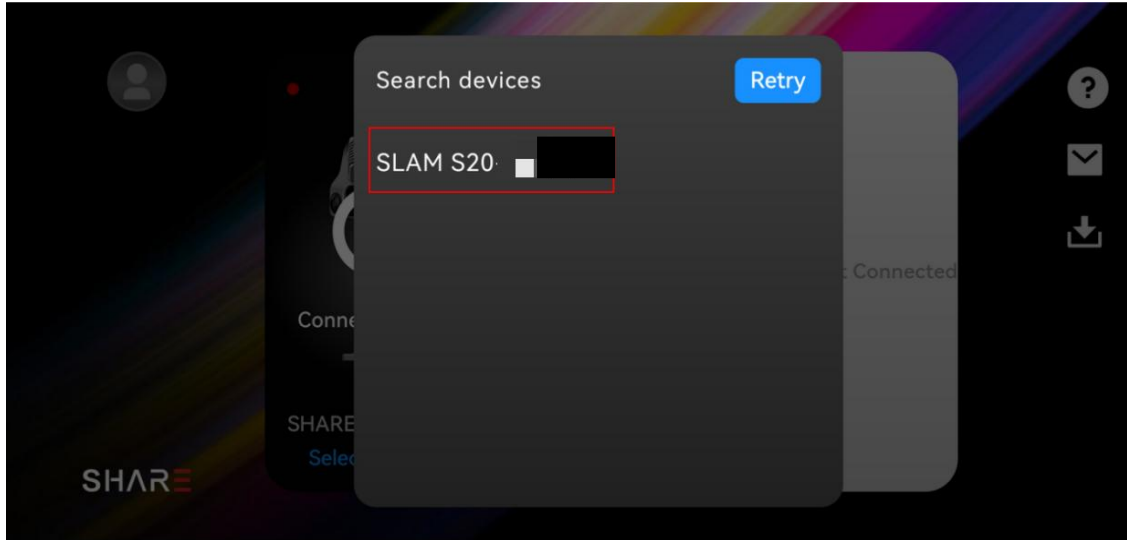 Search devices
Retry
SLAM S20
Connected
Conne
SHARE
Selec
SHARE